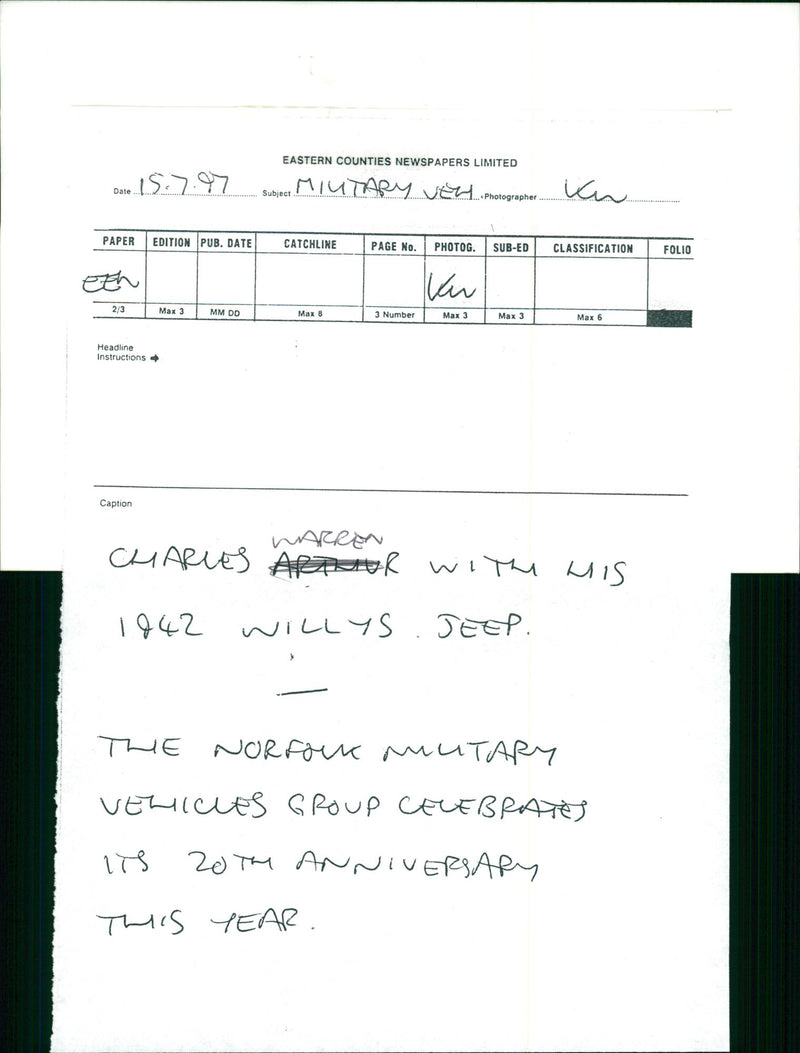 EASTERN COUNTIES NEWSPAPERS LIMITED
Date 15.7.97 Subject MILITARY VEH Photographer KW
PAPER EDITION PUB. DATE CATCHLINE PAGE No. PHOTOG. SUB-ED CLASSIFICATION FOLIO
EEN KW
2/3 Max 3 MM DD Max 6 3 Number Max 3 Max 3 Max 6
Headline
Instructions
Caption
WARREN
CHARLES ARTHUR WITH HIS
1942 WILLYS JEEP.
THE NORFOLK MILITARY
VEHICLES GROUP CELEBRATES
ITS 20TH ANNIVERSARY
THIS YEAR.